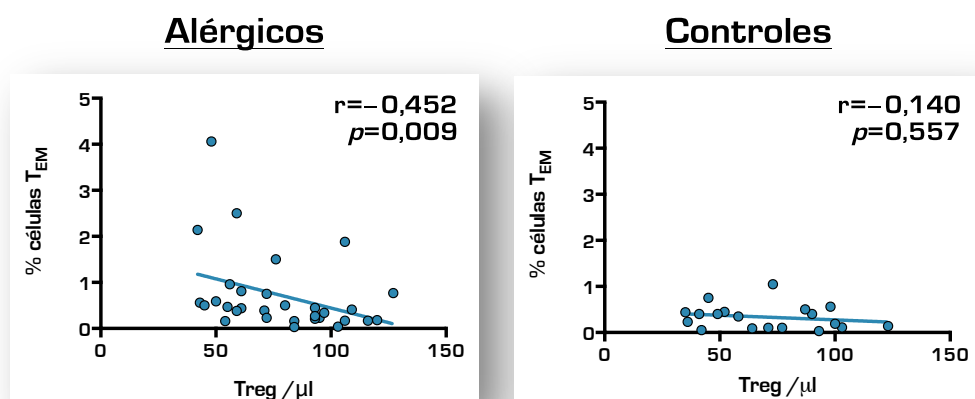 Alérgicos
r=−0,452
p=0,009
5
4
3
2
1
0
% células TEM
0 50 100 150
Treg /µl
Controles
r=−0,140
p=0,557
5
4
3
2
1
0
% células TEM
0 50 100 150
Treg /µl